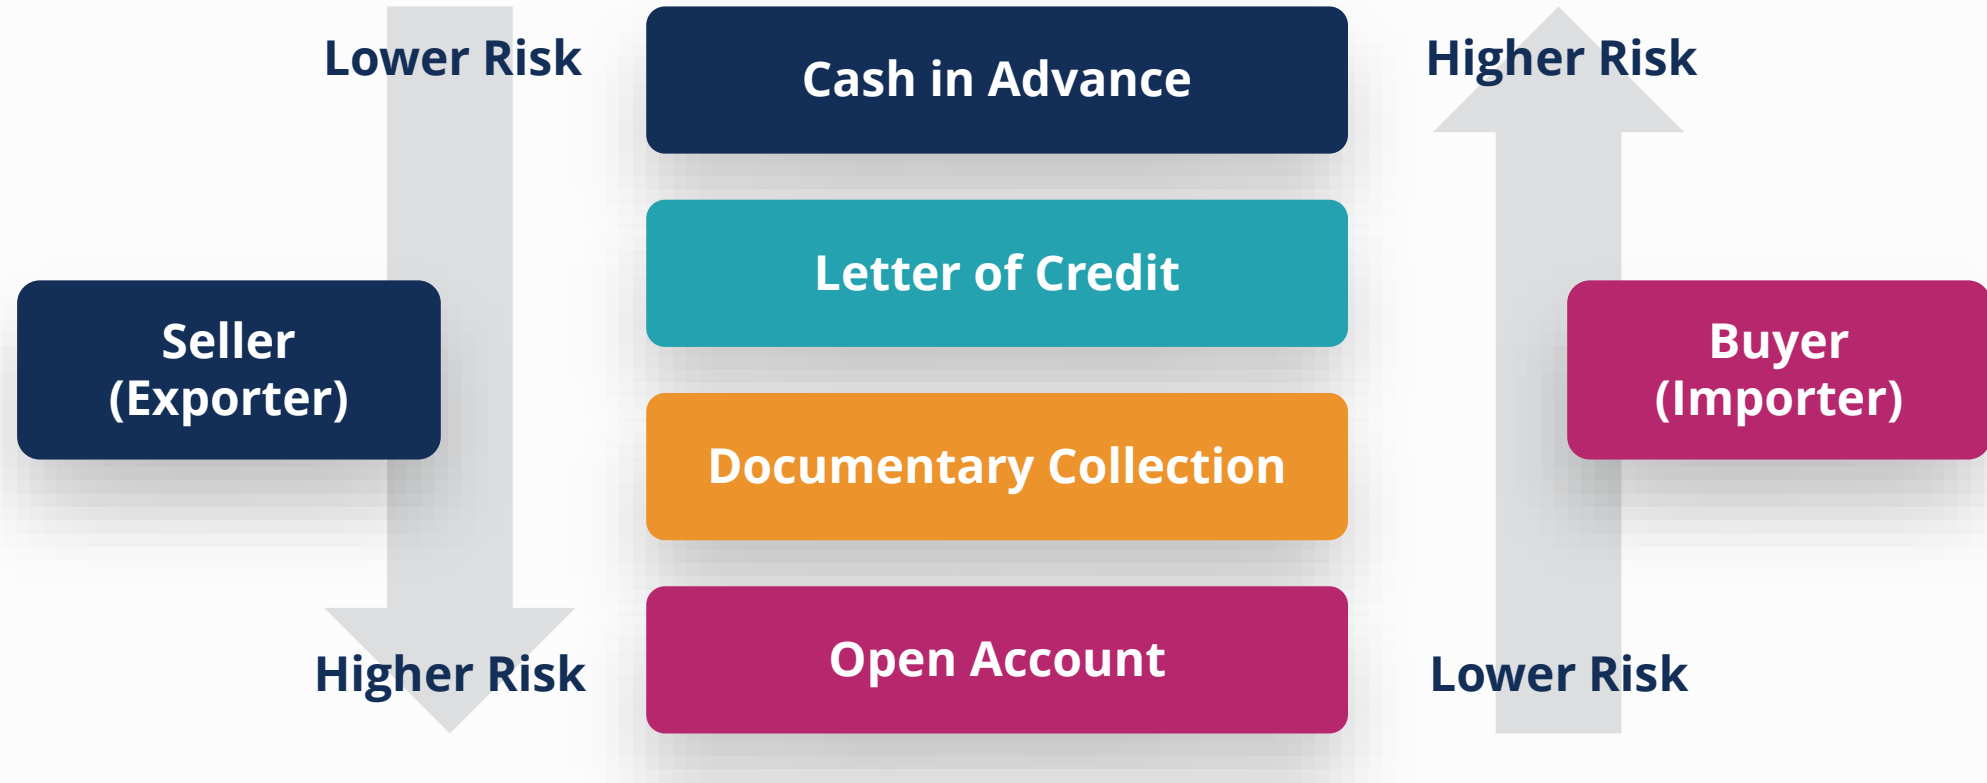 Lower Risk
Cash in Advance
Higher Risk
Letter of Credit
Seller
(Exporter)
Buyer
(Importer)
Documentary Collection
Higher Risk
Open Account
Lower Risk